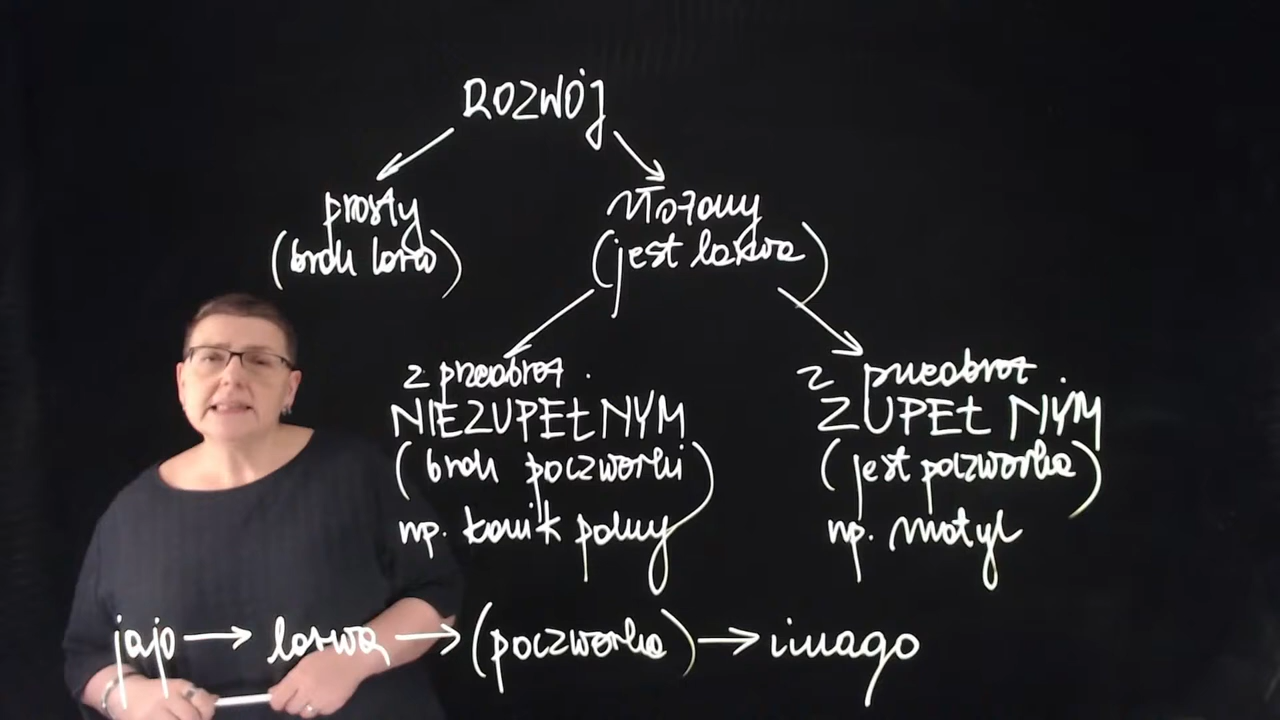 ROZWÓJ
prosty
złożony
(brak larw)
(jest larwa)
z przeobraż.
z przeobraż.
NIEZUPEŁNYM
ZUPEŁNYM
(brak poczwarki)
(jest poczwarka)
np. konik polny
np. motyl
jajo → larwa → (poczwarka) → imago